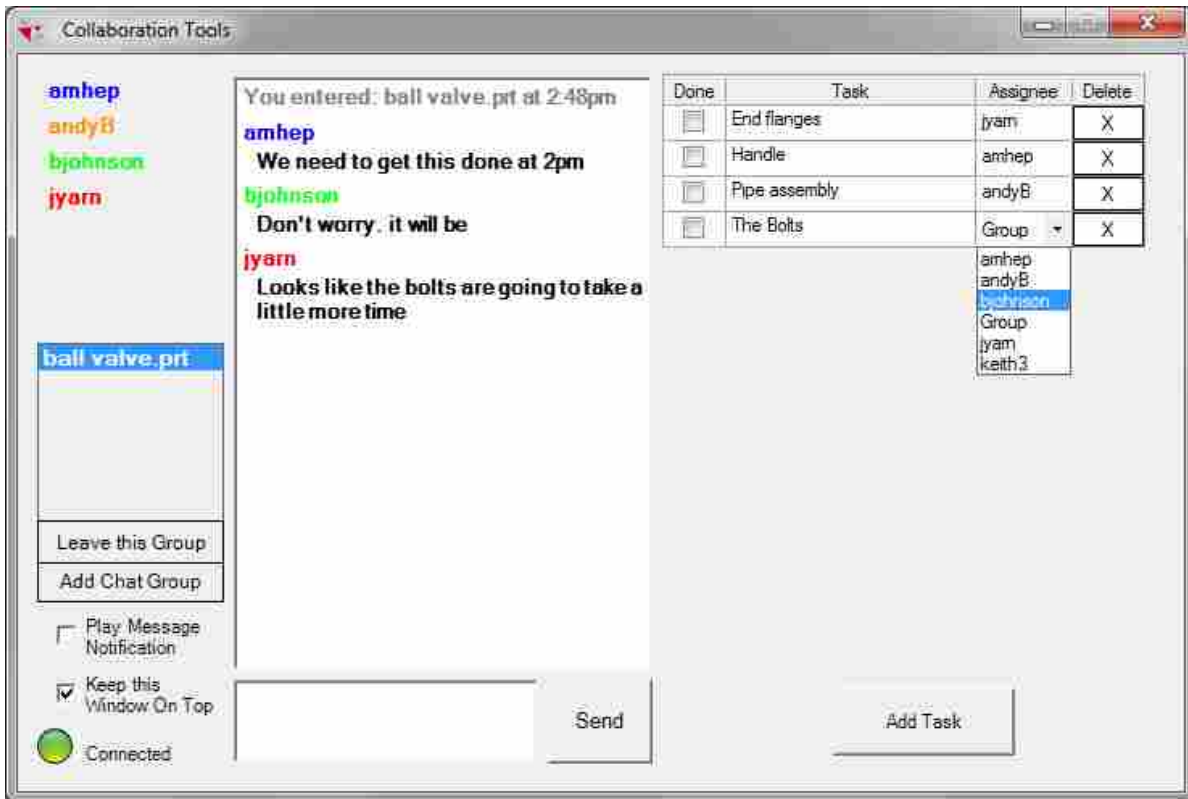 Collaboration Tools
amhep
andyB
bjohnson
jyarn
You entered: ball valve.prt at 2:48pm
amhep
We need to get this done at 2pm
bjohnson
Don't worry, it will be
jyarn
Looks like the bolts are going to take a
little more time
Done Task Assignee Delete
End flanges jyarn X
Handle amhep X
Pipe assembly andyB X
The Bolts Group X
amhep
andyB
bjohnson
Group
jyarn
keith3
ball valve.prt
Leave this Group
Add Chat Group
Play Message
Notification
Keep this
Window On Top
Connected
Send
Add Task